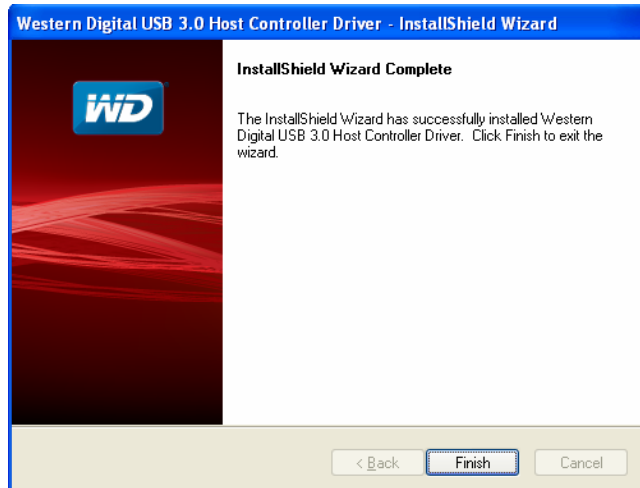 Western Digital USB 3.0 Host Controller Driver - InstallShield Wizard
WD
InstallShield Wizard Complete
The InstallShield Wizard has successfully installed Western
Digital USB 3.0 Host Controller Driver. Click Finish to exit the
wizard.
< Back Finish Cancel